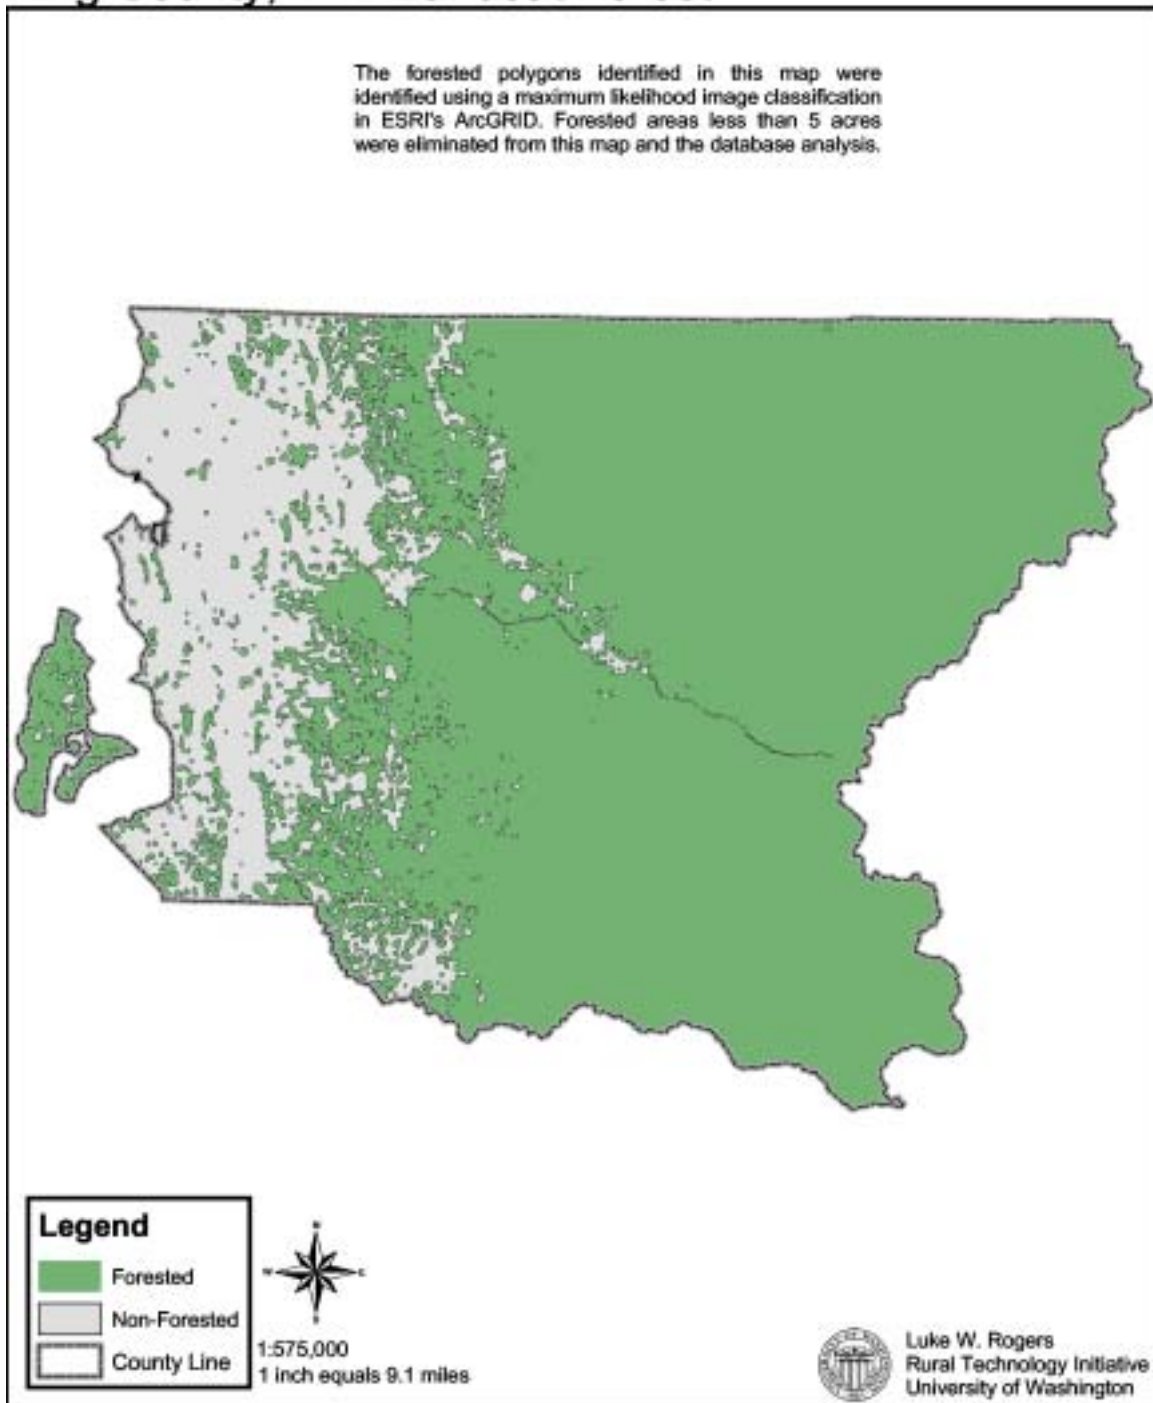 The forested polygons identified in this map were
identified using a maximum likelihood image classification
in ESRI's ArcGRID. Forested areas less than 5 acres
were eliminated from this map and the database analysis.
Legend
Forested
Non-Forested
County Line
N
W
E
S
1:575,000
1 inch equals 9.1 miles
Luke W. Rogers
Rural Technology Initiative
University of Washington